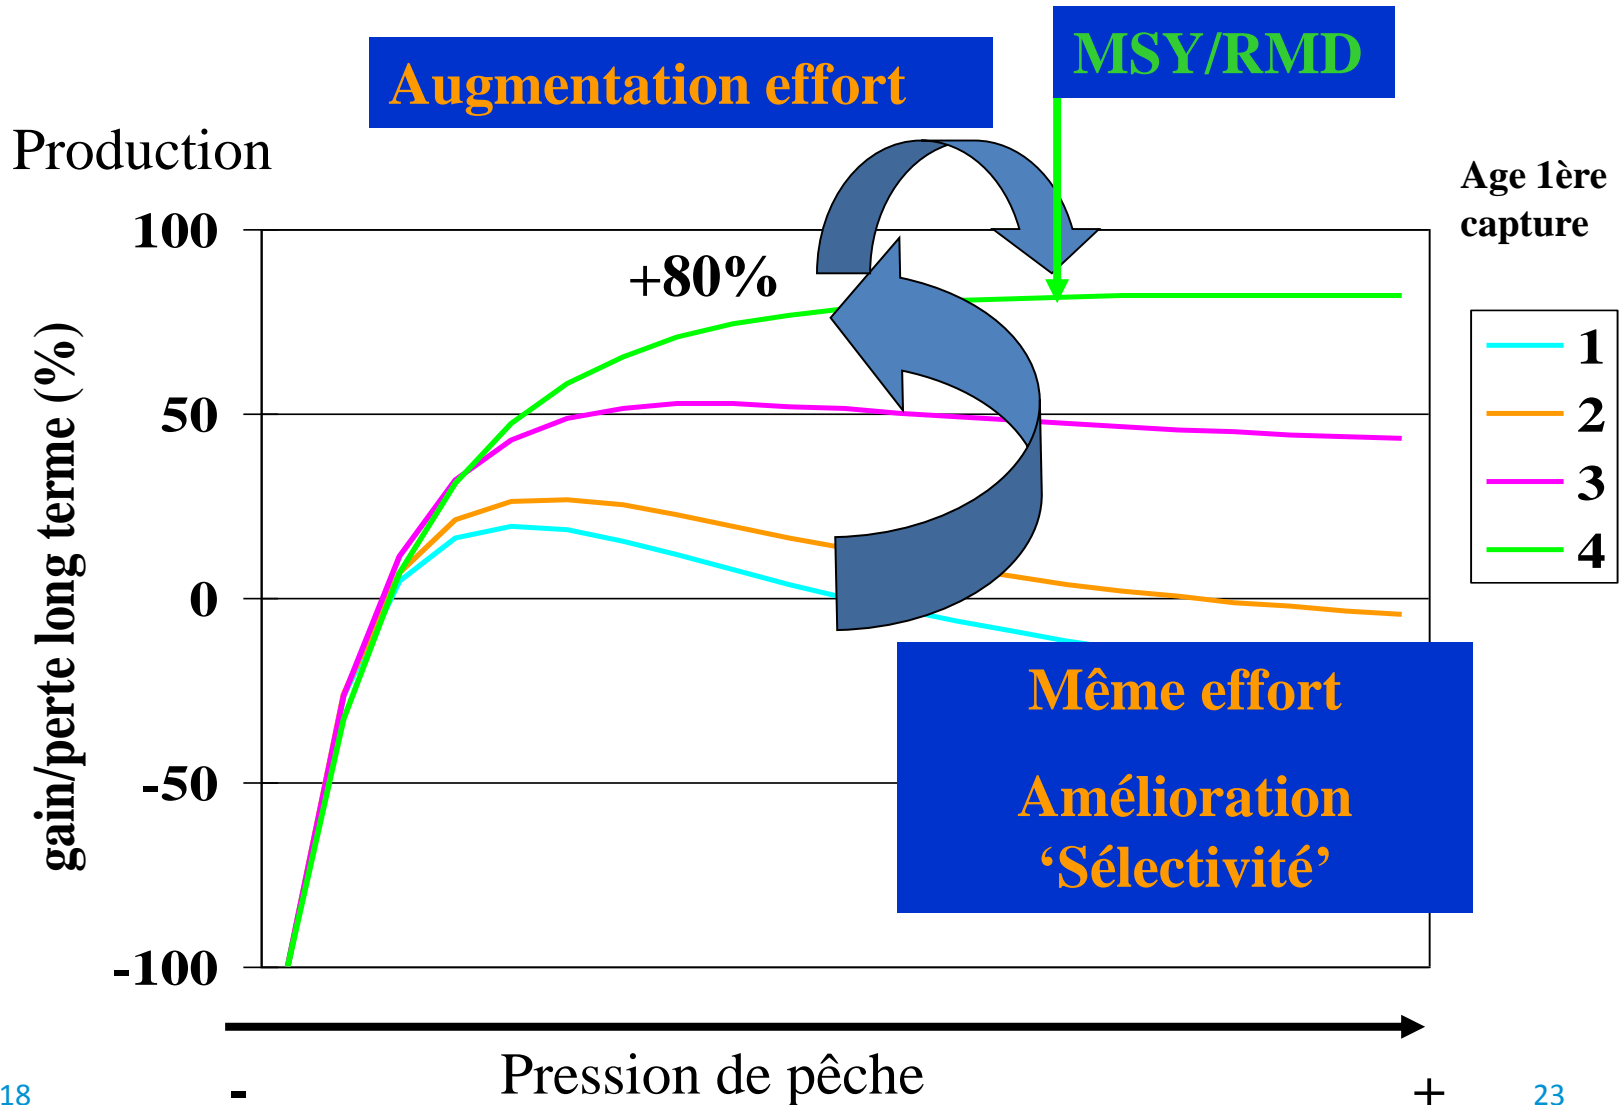 Augmentation effort
MSY/RMD
Production
Age 1ère
capture
gain/perte long terme (%)
100
50
0
-50
-100
+80%
1
2
3
4
Même effort
Amélioration
‘Sélectivité’
Pression de pêche
-
+
18
23